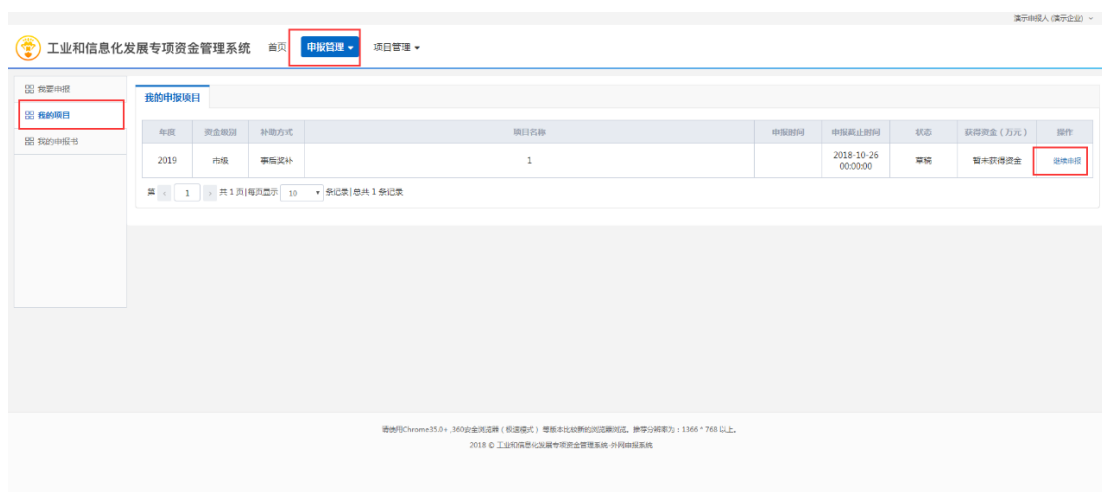 演示申报人 (演示企业)
工业和信息化发展专项资金管理系统 首页 申报管理 项目管理
我要申报
我的项目
我的申报书
我的申报项目
年度 资金级别 补助方式 项目名称 申报时间 申报截止时间 状态 获得资金（万元） 操作
2019 市级 事后奖补 1 2018-10-26 00:00:00 草稿 暂未获得资金 继续申报
第 1 共 1 页|每页显示 10 条记录|总共 1 条记录
请使用Chrome35.0+ ,360安全浏览器（极速模式）等版本比较新的浏览器浏览。推荐分辨率为：1366 * 768 以上。
2018 © 工业和信息化发展专项资金管理系统-外网申报系统